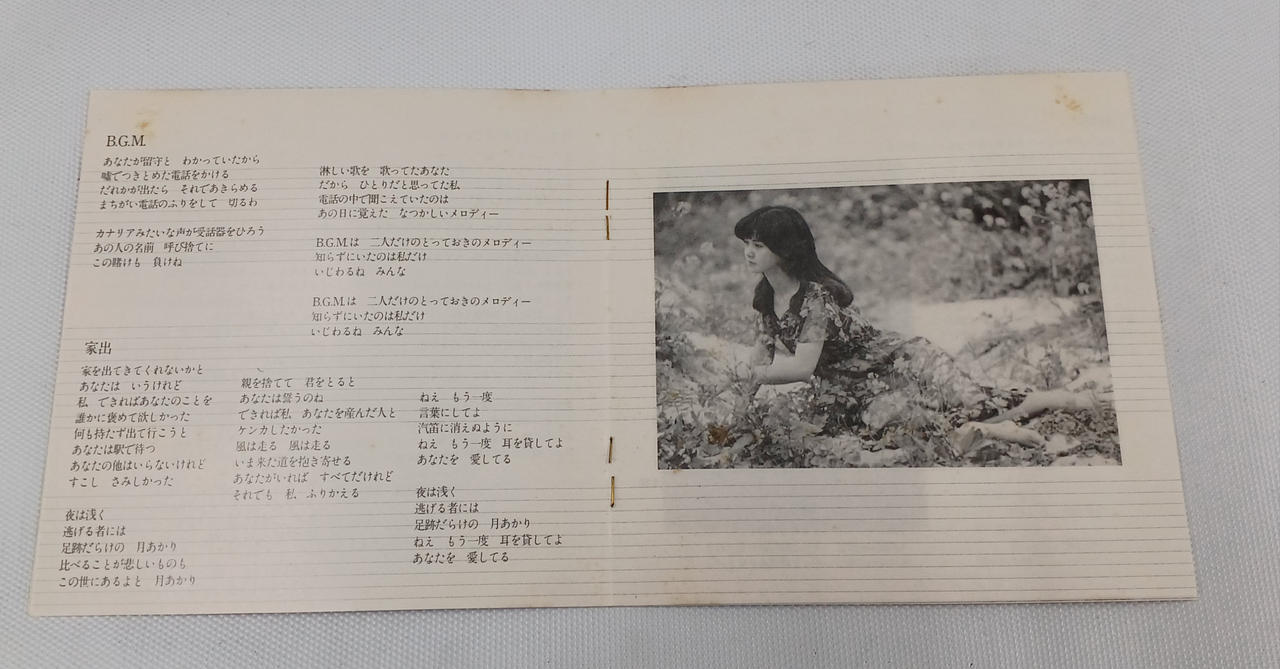 B.G.M.
あなたが留守と　わかっていたから
嘘でつきとめた電話をかける
だれかが出たら　それであきらめる
まちがい電話のふりをして　切るわ
カナリアみたいな声が受話器をひろう
あの人の名前　呼び捨てに
この賭けも　負けね
淋しい歌を　歌ってたあなた
だから　ひとりだと思ってた私
電話の中で聞こえていたのは
あの日に覚えた　なつかしいメロディー
B.G.M.は　二人だけのとっておきのメロディー
知らずにいたのは私だけ
いじわるね　みんな
B.G.M.は　二人だけのとっておきのメロディー
知らずにいたのは私だけ
いじわるね　みんな
家出
家を出てきてくれないかと
あなたは　いうけれど
私　できればあなたのことを
誰かに褒めて欲しかった
何も持たず出て行こうと
あなたは駅で待つ
あなたの他はいらないけれど
すこし　さみしかった
夜は浅く
逃げる者には
足跡だらけの　月あかり
比べることが悲しいものも
この世にあるよと　月あかり
親を捨てて　君をとると
あなたは誓うのね
できれば私　あなたを産んだ人と
ケンカしたかった
風は走る　風は走る
いま来た道を抱き寄せる
あなたがいれば　すべてだけれど
それでも　私　ふりかえる
ねえ　もう一度
言葉にしてよ
汽笛に消えぬように
ねえ　もう一度　耳を貸してよ
あなたを　愛してる
夜は浅く
逃げる者には
足跡だらけの　月あかり
ねえ　もう一度　耳を貸してよ
あなたを　愛してる